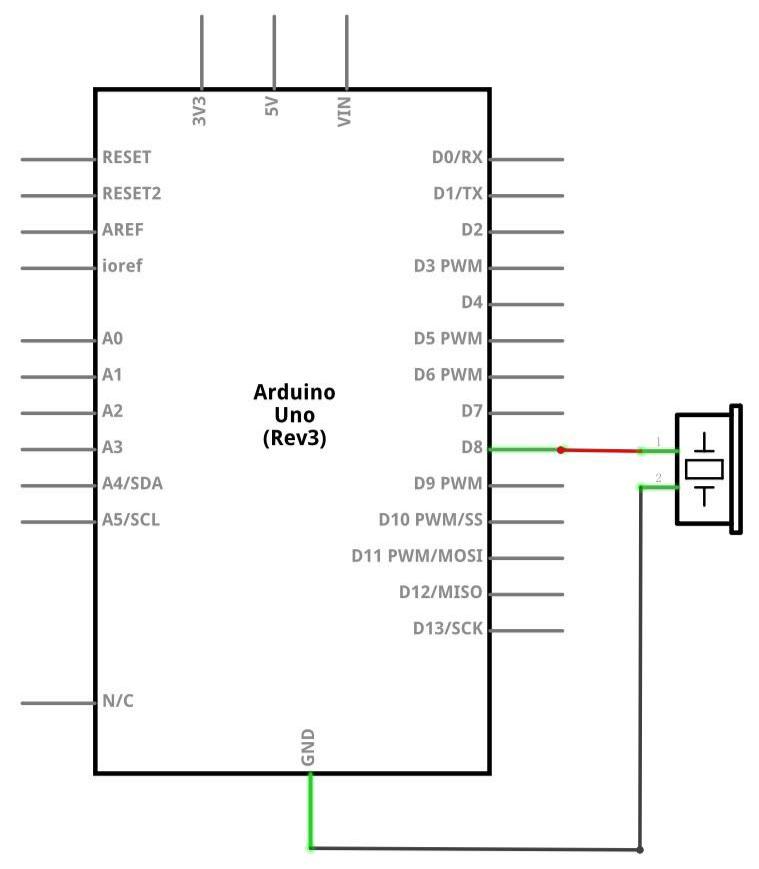 3V3
5V
VIN
RESET
RESET2
AREF
ioref
A0
A1
A2
A3
A4/SDA
A5/SCL
N/C
Arduino
Uno
(Rev3)
D0/RX
D1/TX
D2
D3 PWM
D4
D5 PWM
D6 PWM
D7
D8
D9 PWM
D10 PWM/SS
D11 PWM/MOSI
D12/MISO
D13/SCK
GND
1
2